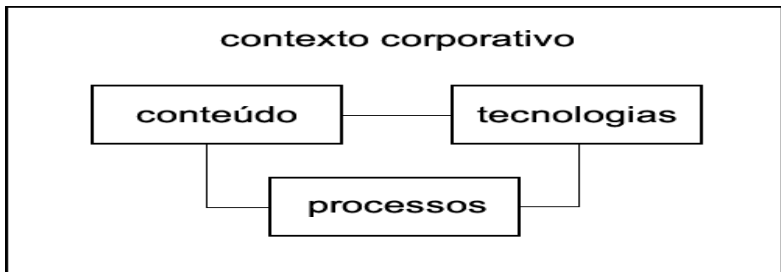 contexto corporativo
conteúdo
tecnologias
processos